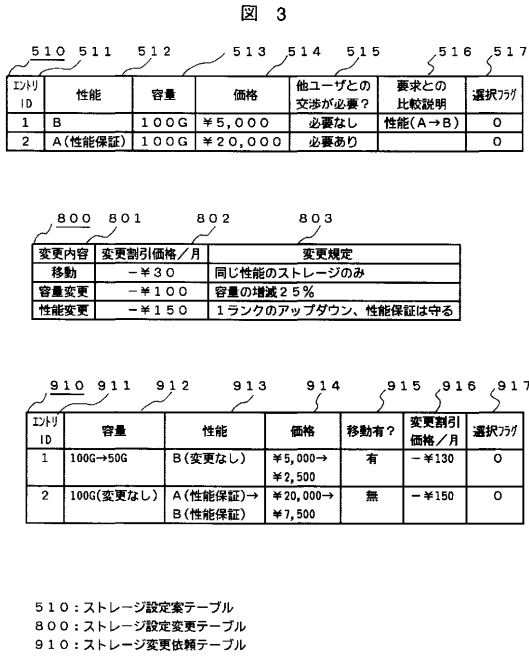 図 3
510 511 512 513 514 515 516 517
エントリID 性能 容量 価格 他ユーザとの交渉が必要? 要求との比較説明 選択フラグ
1 B 100G ¥5,000 必要なし 性能(A→B) 0
2 A(性能保証) 100G ¥20,000 必要あり 0
800 801 802 803
変更内容 変更割引価格/月 変更規定
移動 -¥30 同じ性能のストレージのみ
容量変更 -¥100 容量の増減25%
性能変更 -¥150 1ランクのアップダウン、性能保証は守る
910 911 912 913 914 915 916 917
エントリID 容量 性能 価格 移動有? 変更割引価格/月 選択フラグ
1 100G→50G B(変更なし) ¥5,000→¥2,500 有 -¥130 0
2 100G(変更なし) A(性能保証)→B(性能保証) ¥20,000→¥7,500 無 -¥150 0
510:ストレージ設定案テーブル
800:ストレージ設定変更テーブル
910:ストレージ変更依頼テーブル